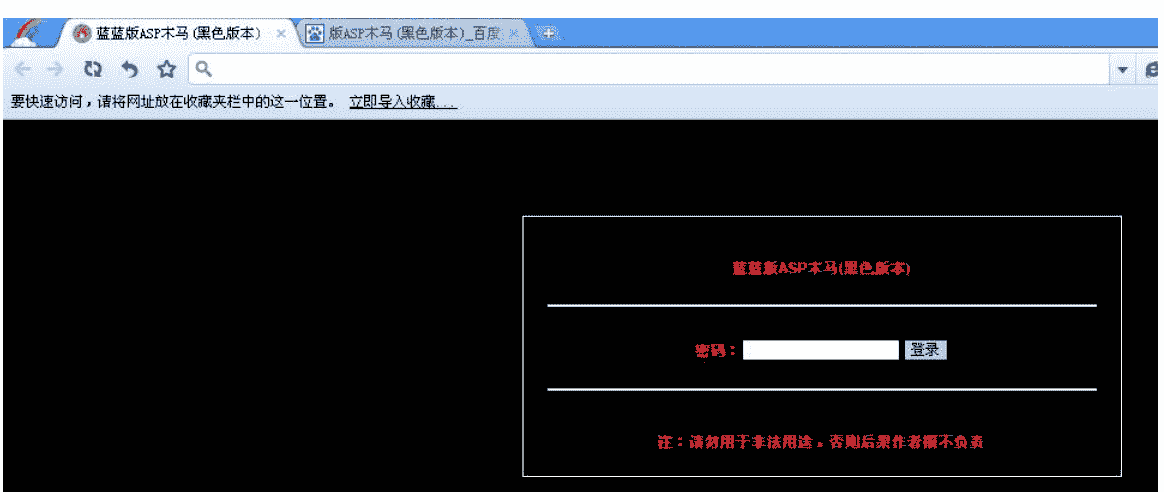 蓝蓝版ASP木马(黑色版本)
版ASP木马(黑色版本)_百度
要快速访问，请将网址放在收藏夹栏中的这一位置。 立即导入收藏...
蓝蓝版ASP木马(黑色版本)
密码： 登录
注：请勿用于非法用途，否则后果作者概不负责